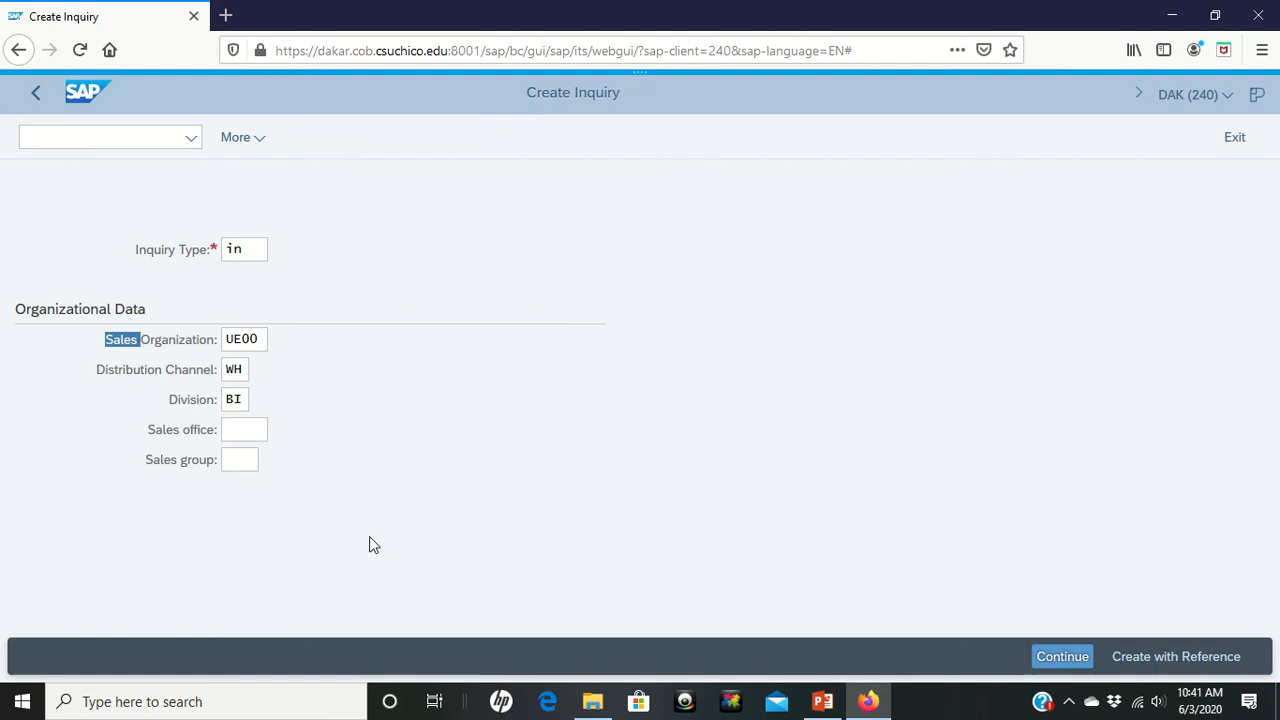 Create Inquiry
https://dakar.cob.csuchico.edu:8001/sap/bc/gui/sap/its/webgui/?sap-client=240&sap-language=EN#
SAP
Create Inquiry
DAK (240)
More
Exit
Inquiry Type:* in
Organizational Data
Sales Organization: UE00
Distribution Channel: WH
Division: BI
Sales office:
Sales group:
Continue
Create with Reference
Type here to search
10:41 AM
6/3/2020